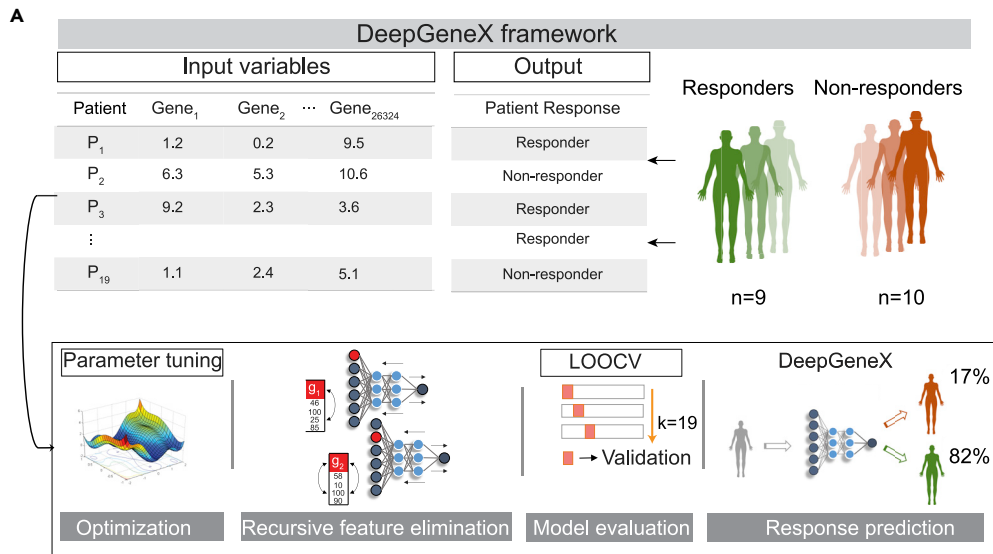 A
DeepGeneX framework
Input variables
Output
Patient Gene1 Gene2 ... Gene26324
Patient Response
P1 1.2 0.2 9.5
Responder
P2 6.3 5.3 10.6
Non-responder
P3 9.2 2.3 3.6
Responder
⋮
Responder
P19 1.1 2.4 5.1
Non-responder
Responders
Non-responders
n=9
n=10
Parameter tuning
Optimization
g1
46
100
25
85
g2
58
10
100
90
Recursive feature elimination
LOOCV
k=19
Validation
Model evaluation
DeepGeneX
17%
82%
Response prediction